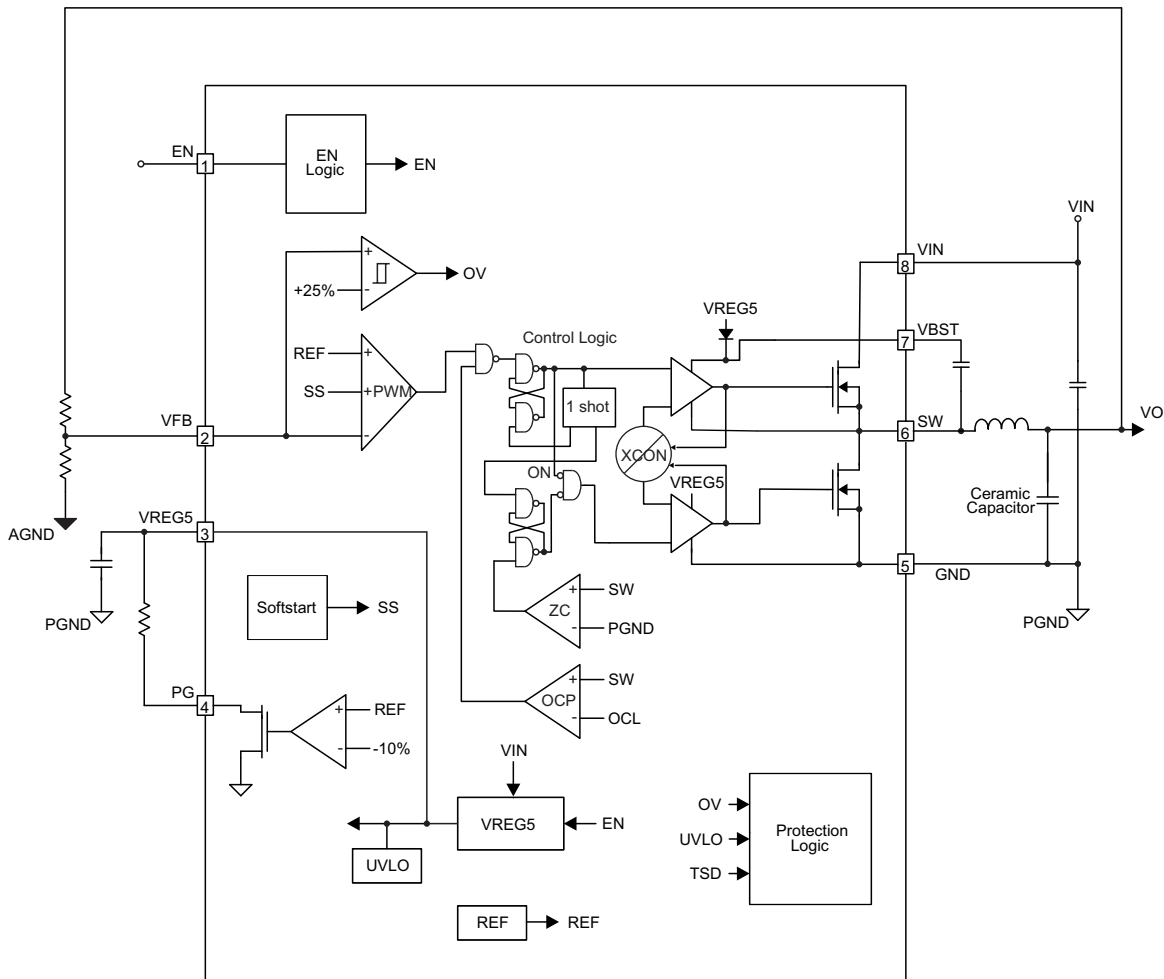 EN
1
EN
Logic
EN
VIN
+
OV
+25%
-
VIN
8
VREG5
VBST
7
Control Logic
REF
+
SS
+PWM
-
1 shot
VFB
2
SW
6
VO
XCON
ON
VREG5
Ceramic
Capacitor
AGND
VREG5
3
5
GND
Softstart
SS
PGND
+
SW
ZC
-
PGND
PGND
PG
4
+
REF
-
-10%
+
SW
OCP
-
OCL
VIN
VREG5
EN
UVLO
OV
UVLO
TSD
Protection
Logic
REF
REF